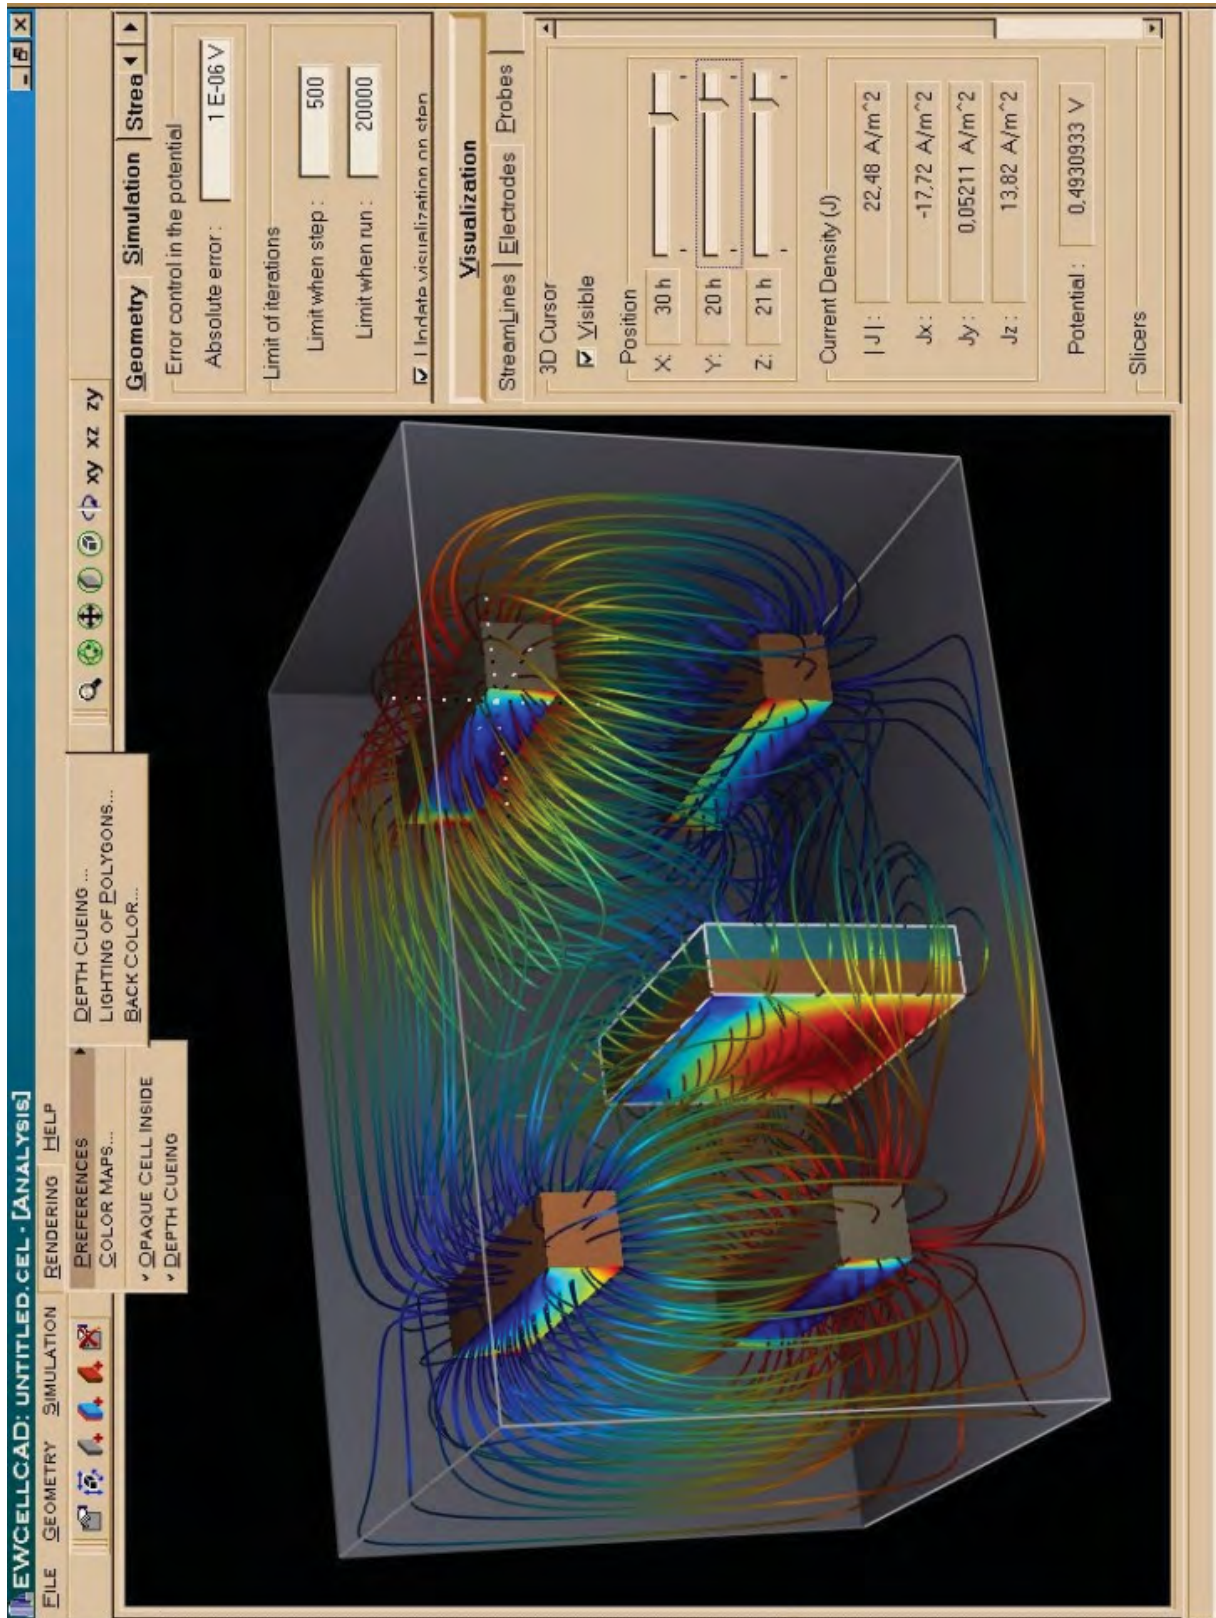 EWCELLCAD: UNTITLED.CEL - [ANALYSIS]
FILE GEOMETRY SIMULATION RENDERING HELP
PREFERENCES
COLOR MAPS...
OPAQUE CELL INSIDE
DEPTH CUEING
DEPTH CUEING ...
LIGHTING OF POLYGONS...
BACK COLOR...
xy xz zy
Geometry Simulation Strea
Error control in the potential
Absolute error : 1 E-06 V
Limit of iterations
Limit when step : 500
Limit when run : 20000
Update visualization on step
Visualization
StreamLines Electrodes Probes
3D Cursor
Visible
Position
X: 30 h
Y: 20 h
Z: 21 h
Current Density (J)
| J | : 22,48 A/m^2
Jx : -17,72 A/m^2
Jy : 0,05211 A/m^2
Jz : 13,82 A/m^2
Potential : 0,4930933 V
Slicers